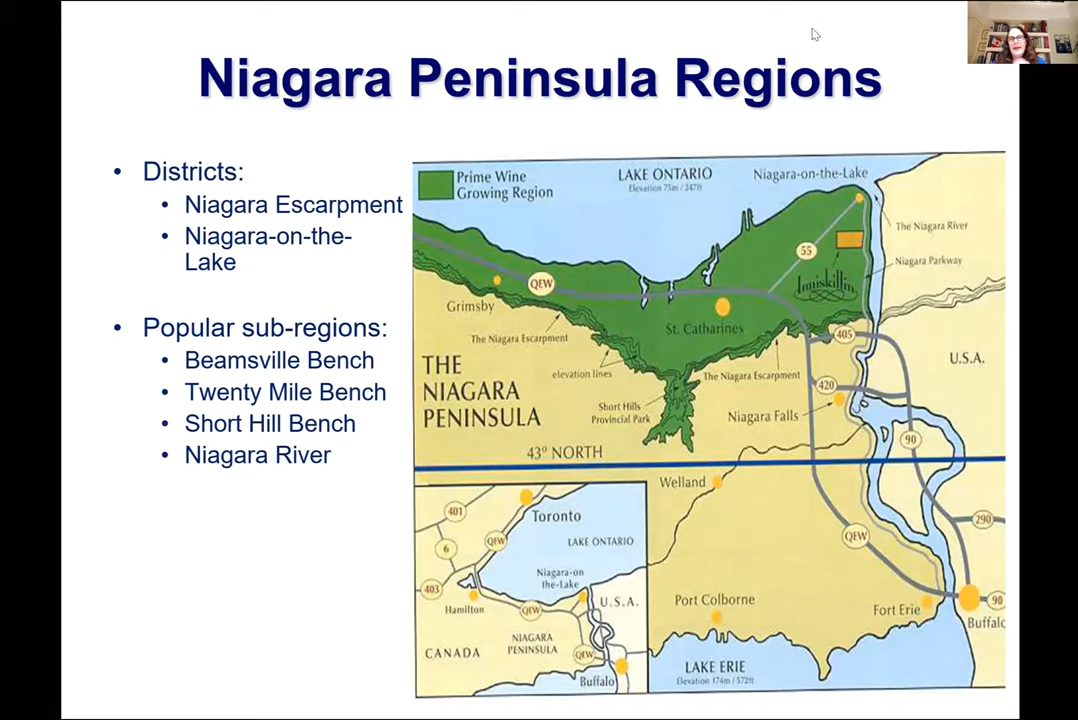 Niagara Peninsula Regions
• Districts:
• Niagara Escarpment
• Niagara-on-the-
Lake
• Popular sub-regions:
• Beamsville Bench
• Twenty Mile Bench
• Short Hill Bench
• Niagara River
Prime Wine
Growing Region
LAKE ONTARIO
Elevation 75m / 247ft
Niagara-on-the-Lake
The Niagara River
55
Niagara Parkway
Inniskillin
QEW
Grimsby
St. Catharines
The Niagara Escarpment
405
U.S.A.
THE
NIAGARA
PENINSULA
elevation lines
The Niagara Escarpment
420
Short Hills
Provincial Park
Niagara Falls
90
43° NORTH
Welland
290
QEW
Port Colborne
Fort Erie
90
Buffalo
LAKE ERIE
Elevation 174m / 572ft
401
Toronto
QEW
LAKE ONTARIO
6
Niagara-on
the-Lake
403
U.S.A.
Hamilton
QEW
NIAGARA
PENINSULA
CANADA
QEW
Buffalo